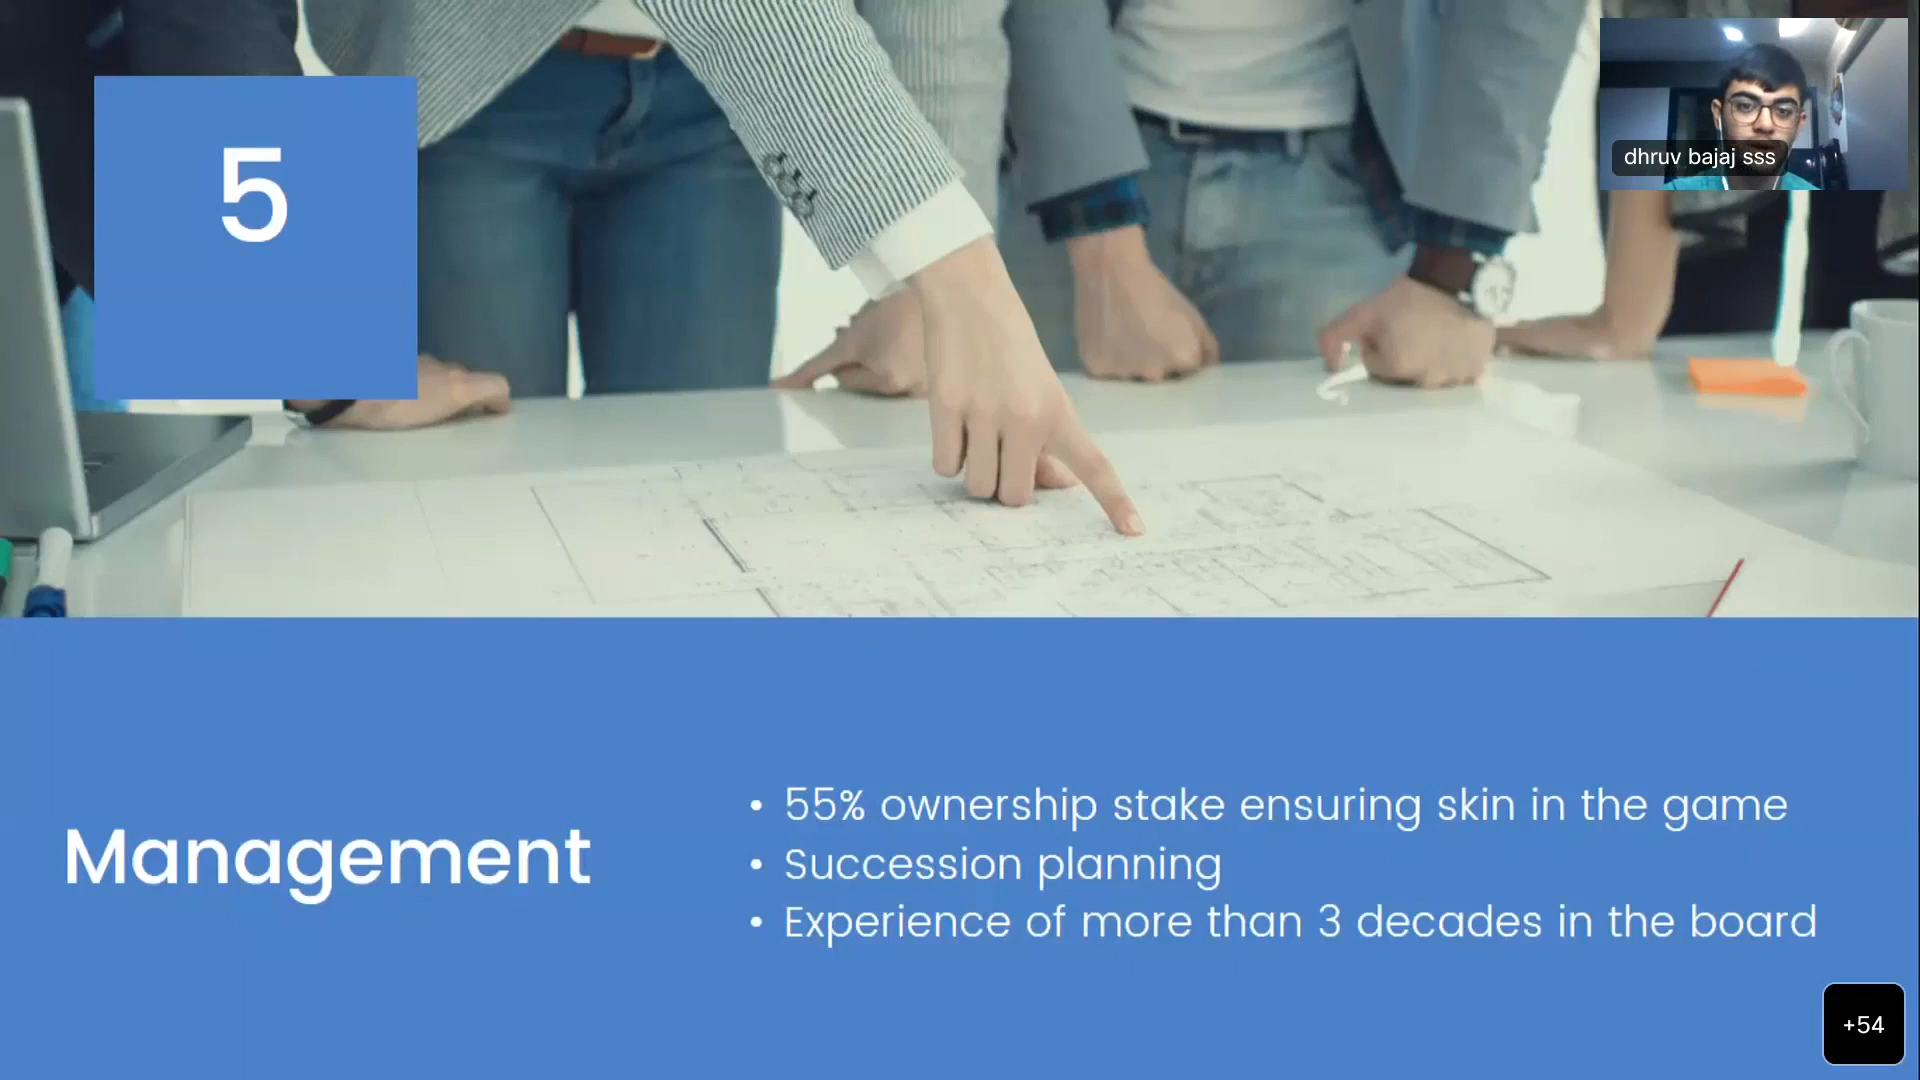 5
dhruv bajaj sss
Management
• 55% ownership stake ensuring skin in the game
• Succession planning
• Experience of more than 3 decades in the board
+54